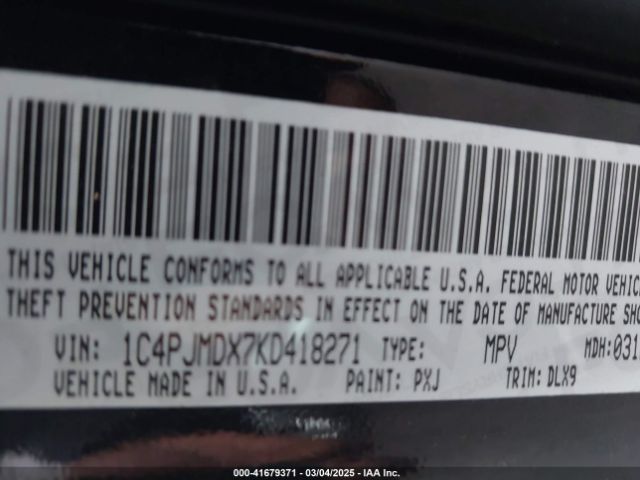 THIS VEHICLE CONFORMS TO ALL APPLICABLE U.S.A. FEDERAL MOTOR VEHIC
THEFT PREVENTION STANDARDS IN EFFECT ON THE DATE OF MANUFACTURE SHO
VIN: 1C4PJMDX7KD418271 TYPE: MPV MDH: 031
VEHICLE MADE IN U.S.A. PAINT: PXJ TRIM: DLX9
000-41679371 | 03/04/2025 | IAA Inc.